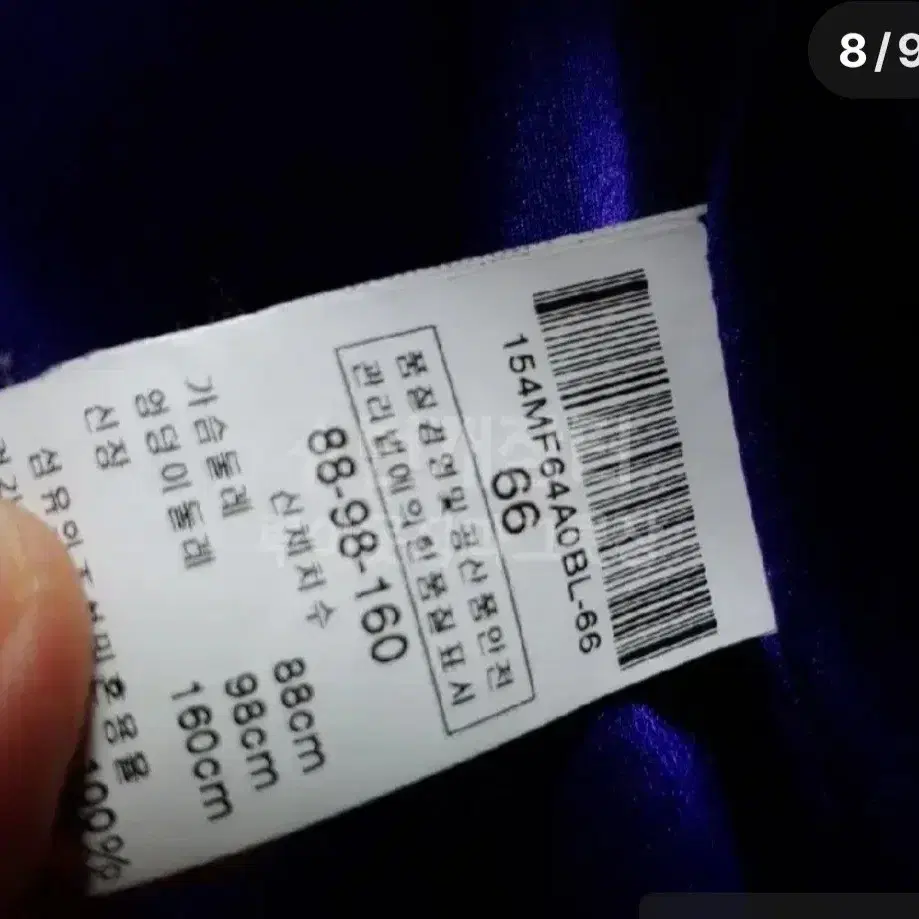 8/9
154MF64A0BL-66
66
품질경영및공산품안전
관리법에의한품질표시
88-98-160
신체치수
가슴둘레 88cm
엉덩이둘레 98cm
신장 160cm
섬유의조성및혼용율
100%